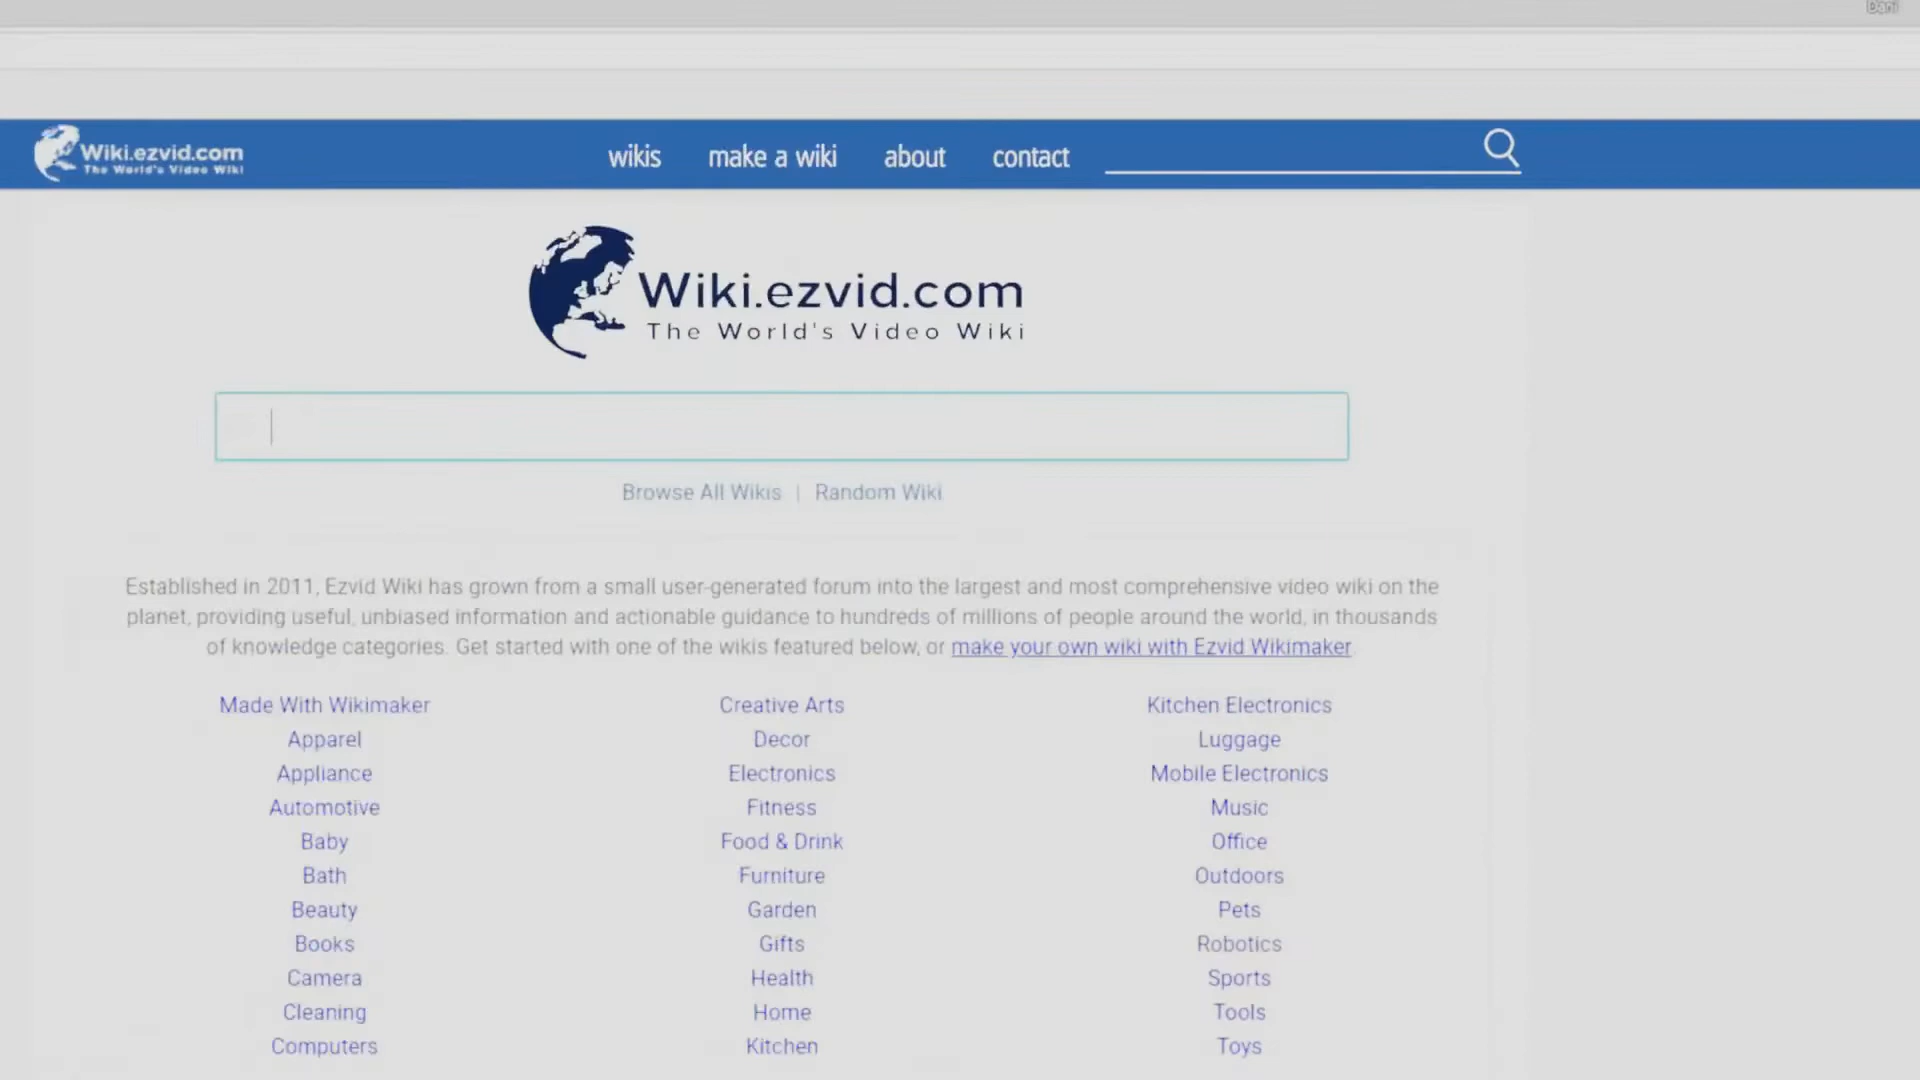 Dani
Wiki.ezvid.com
The World's Video Wiki
wikis make a wiki about contact
Wiki.ezvid.com
The World's Video Wiki
Browse All Wikis | Random Wiki
Established in 2011, Ezvid Wiki has grown from a small user-generated forum into the largest and most comprehensive video wiki on the
planet, providing useful, unbiased information and actionable guidance to hundreds of millions of people around the world, in thousands
of knowledge categories. Get started with one of the wikis featured below, or make your own wiki with Ezvid Wikimaker.
Made With Wikimaker Creative Arts Kitchen Electronics
Apparel Decor Luggage
Appliance Electronics Mobile Electronics
Automotive Fitness Music
Baby Food & Drink Office
Bath Furniture Outdoors
Beauty Garden Pets
Books Gifts Robotics
Camera Health Sports
Cleaning Home Tools
Computers Kitchen Toys